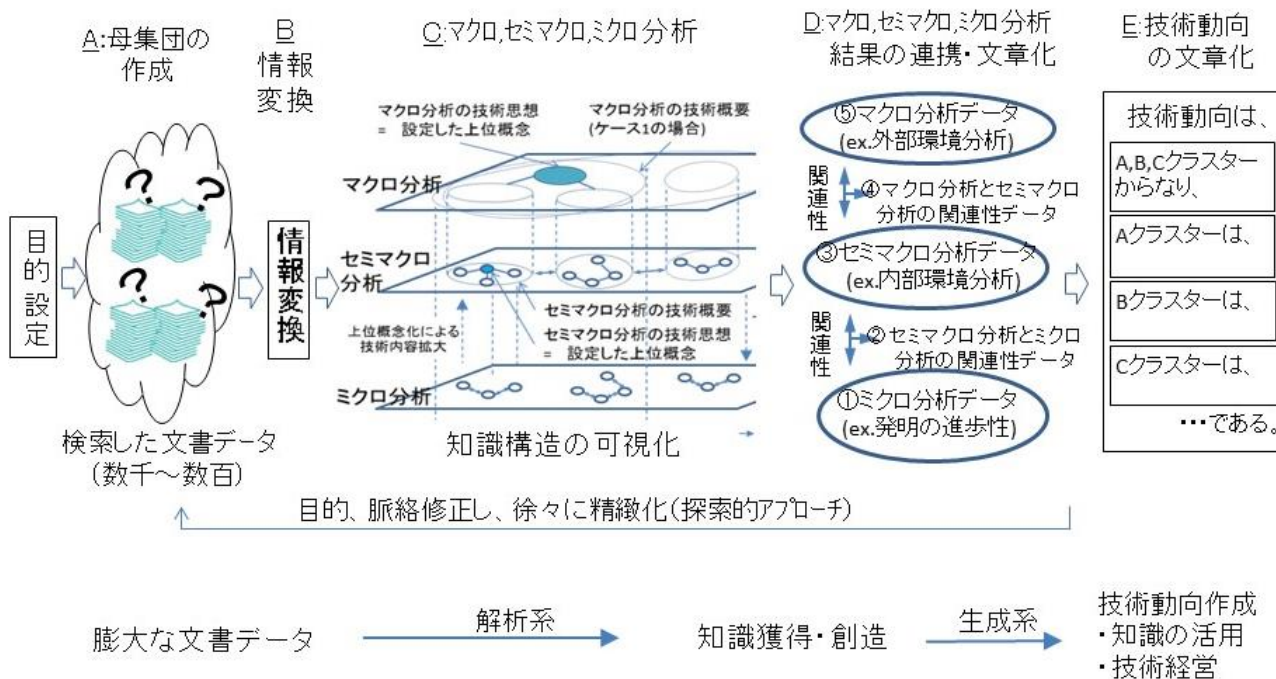 A:母集団の
作成
B
情報
変換
C:マクロ,セミマクロ,ミクロ分析
D:マクロ,セミマクロ,ミクロ分析
結果の連携・文章化
E:技術動向
の文章化
目的設定
?
?
?
?
検索した文書データ
(数千～数百)
情報変換
マクロ分析の技術思想
= 設定した上位概念
マクロ分析の技術概要
(ケース1の場合)
マクロ分析
セミマクロ
分析
セミマクロ分析の技術概要
セミマクロ分析の技術思想
= 設定した上位概念
上位概念化による
技術内容拡大
ミクロ分析
知識構造の可視化
⑤マクロ分析データ
(ex.外部環境分析)
関連性
④マクロ分析とセミマクロ
分析の関連性データ
③セミマクロ分析データ
(ex.内部環境分析)
関連性
②セミマクロ分析とミクロ
分析の関連性データ
①ミクロ分析データ
(ex.発明の進歩性)
技術動向は、
A,B,Cクラスター
からなり、
Aクラスターは、
Bクラスターは、
Cクラスターは、
・・・である。
目的、脈絡修正し、徐々に精緻化(探索的アプローチ)
膨大な文書データ
解析系
知識獲得・創造
生成系
技術動向作成
・知識の活用
・技術経営